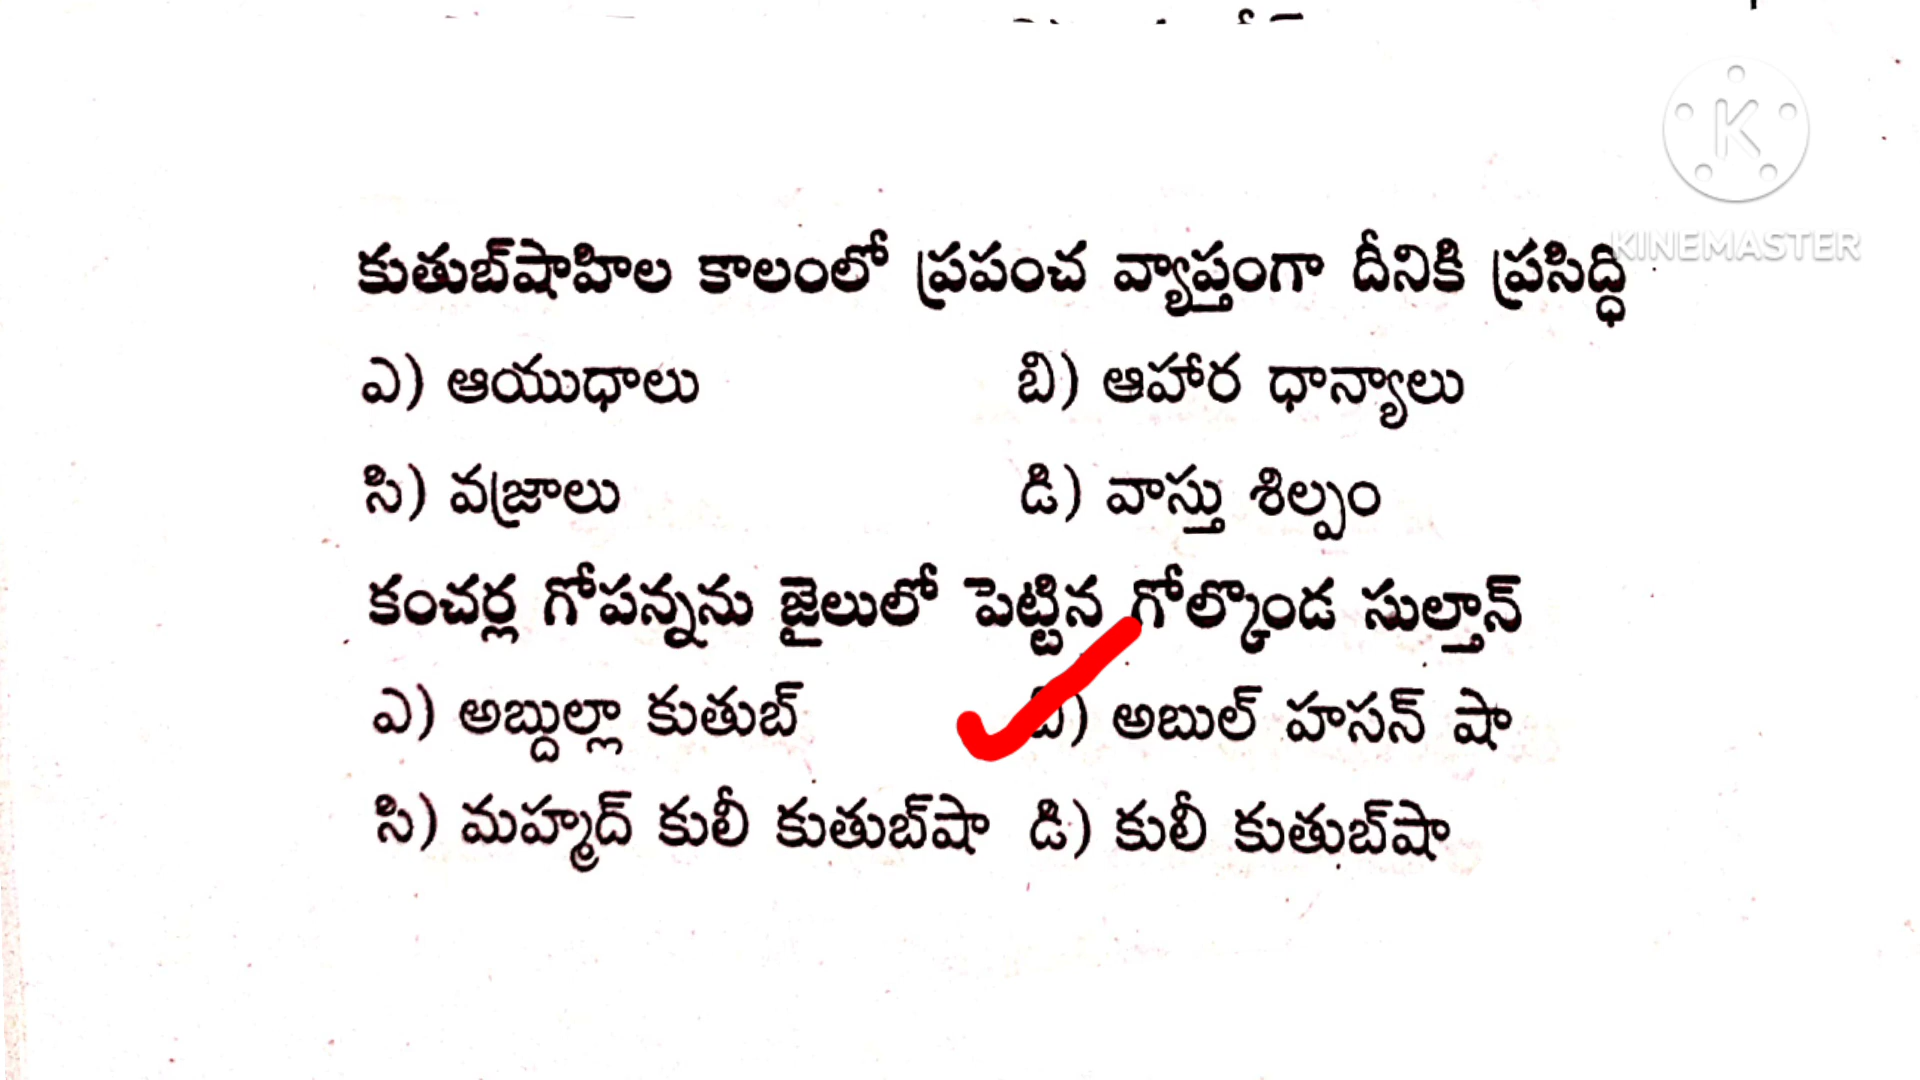 K
KINEMASTER
కుతుబ్‌షాహిల కాలంలో ప్రపంచ వ్యాప్తంగా దీనికి ప్రసిద్ధి
ఎ) ఆయుధాలు బి) ఆహార ధాన్యాలు
సి) వజ్రాలు డి) వాస్తు శిల్పం
కంచర్ల గోపన్నను జైలులో పెట్టిన గోల్కొండ సుల్తాన్
ఎ) అబ్దుల్లా కుతుబ్ బి) అబుల్ హసన్ షా
సి) మహ్మద్ కులీ కుతుబ్‌షా డి) కులీ కుతుబ్‌షా